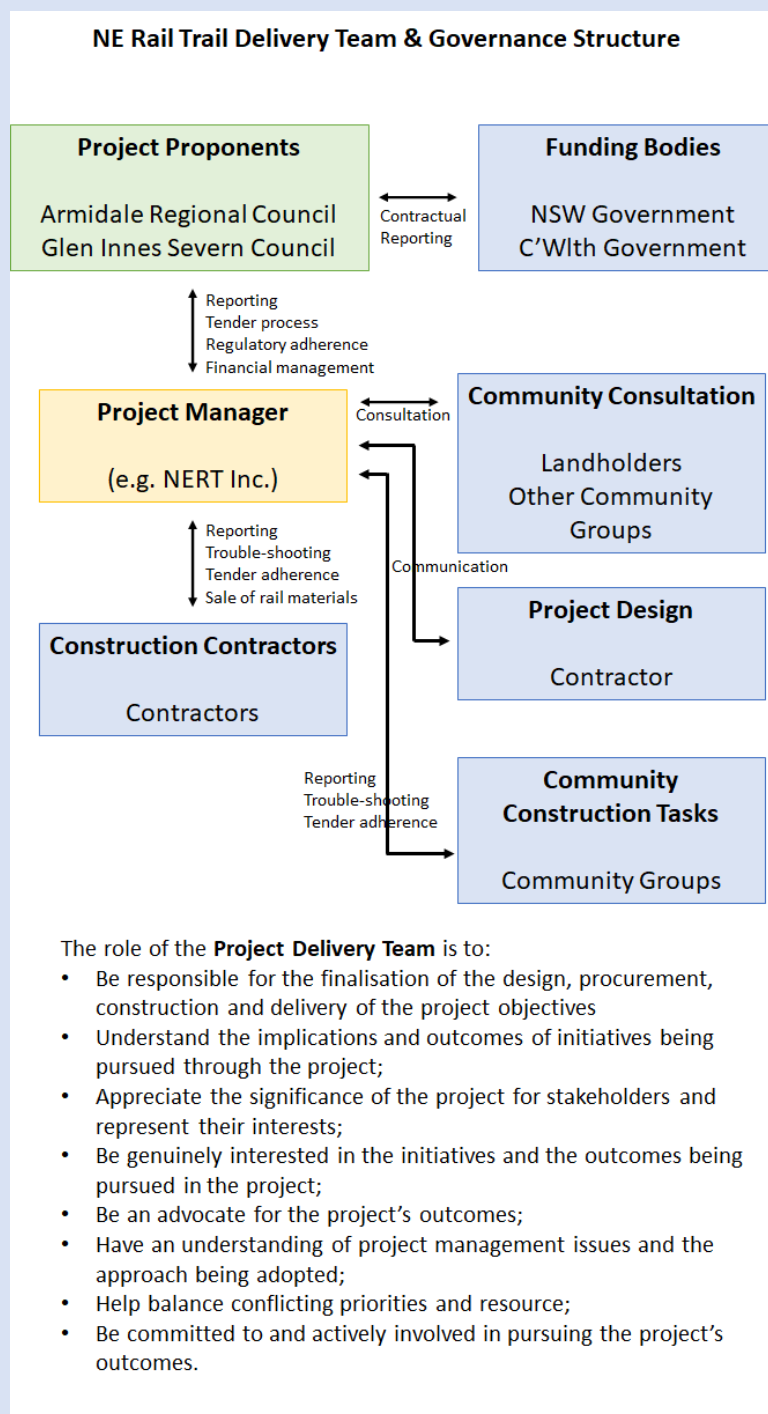 NE Rail Trail Delivery Team & Governance Structure
Project Proponents
Armidale Regional Council
Glen Innes Severn Council
Contractual
Reporting
Funding Bodies
NSW Government
C'Wlth Government
Reporting
Tender process
Regulatory adherence
Financial management
Project Manager
(e.g. NERT Inc.)
Consultation
Community Consultation
Landholders
Other Community
Groups
Reporting
Trouble-shooting
Tender adherence
Sale of rail materials
Communication
Construction Contractors
Contractors
Project Design
Contractor
Reporting
Trouble-shooting
Tender adherence
Community
Construction Tasks
Community Groups
The role of the Project Delivery Team is to:
• Be responsible for the finalisation of the design, procurement,
construction and delivery of the project objectives
• Understand the implications and outcomes of initiatives being
pursued through the project;
• Appreciate the significance of the project for stakeholders and
represent their interests;
• Be genuinely interested in the initiatives and the outcomes being
pursued in the project;
• Be an advocate for the project's outcomes;
• Have an understanding of project management issues and the
approach being adopted;
• Help balance conflicting priorities and resource;
• Be committed to and actively involved in pursuing the project's
outcomes.